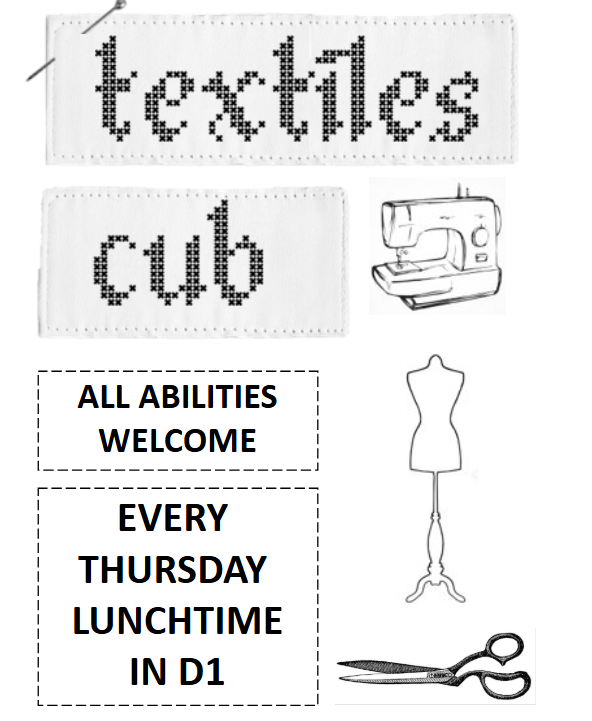 textiles
cub
ALL ABILITIES
WELCOME
EVERY
THURSDAY
LUNCHTIME
IN D1